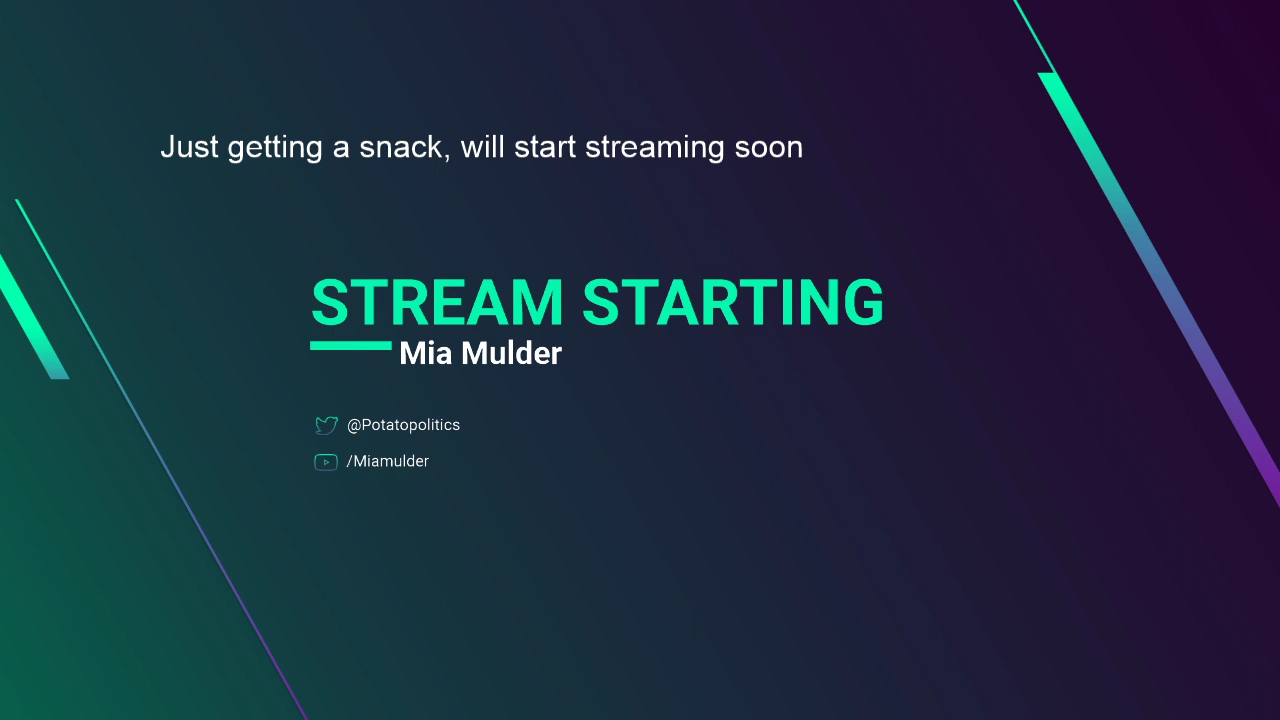 Just getting a snack, will start streaming soon
STREAM STARTING
Mia Mulder
@Potatopolitics
/Miamulder